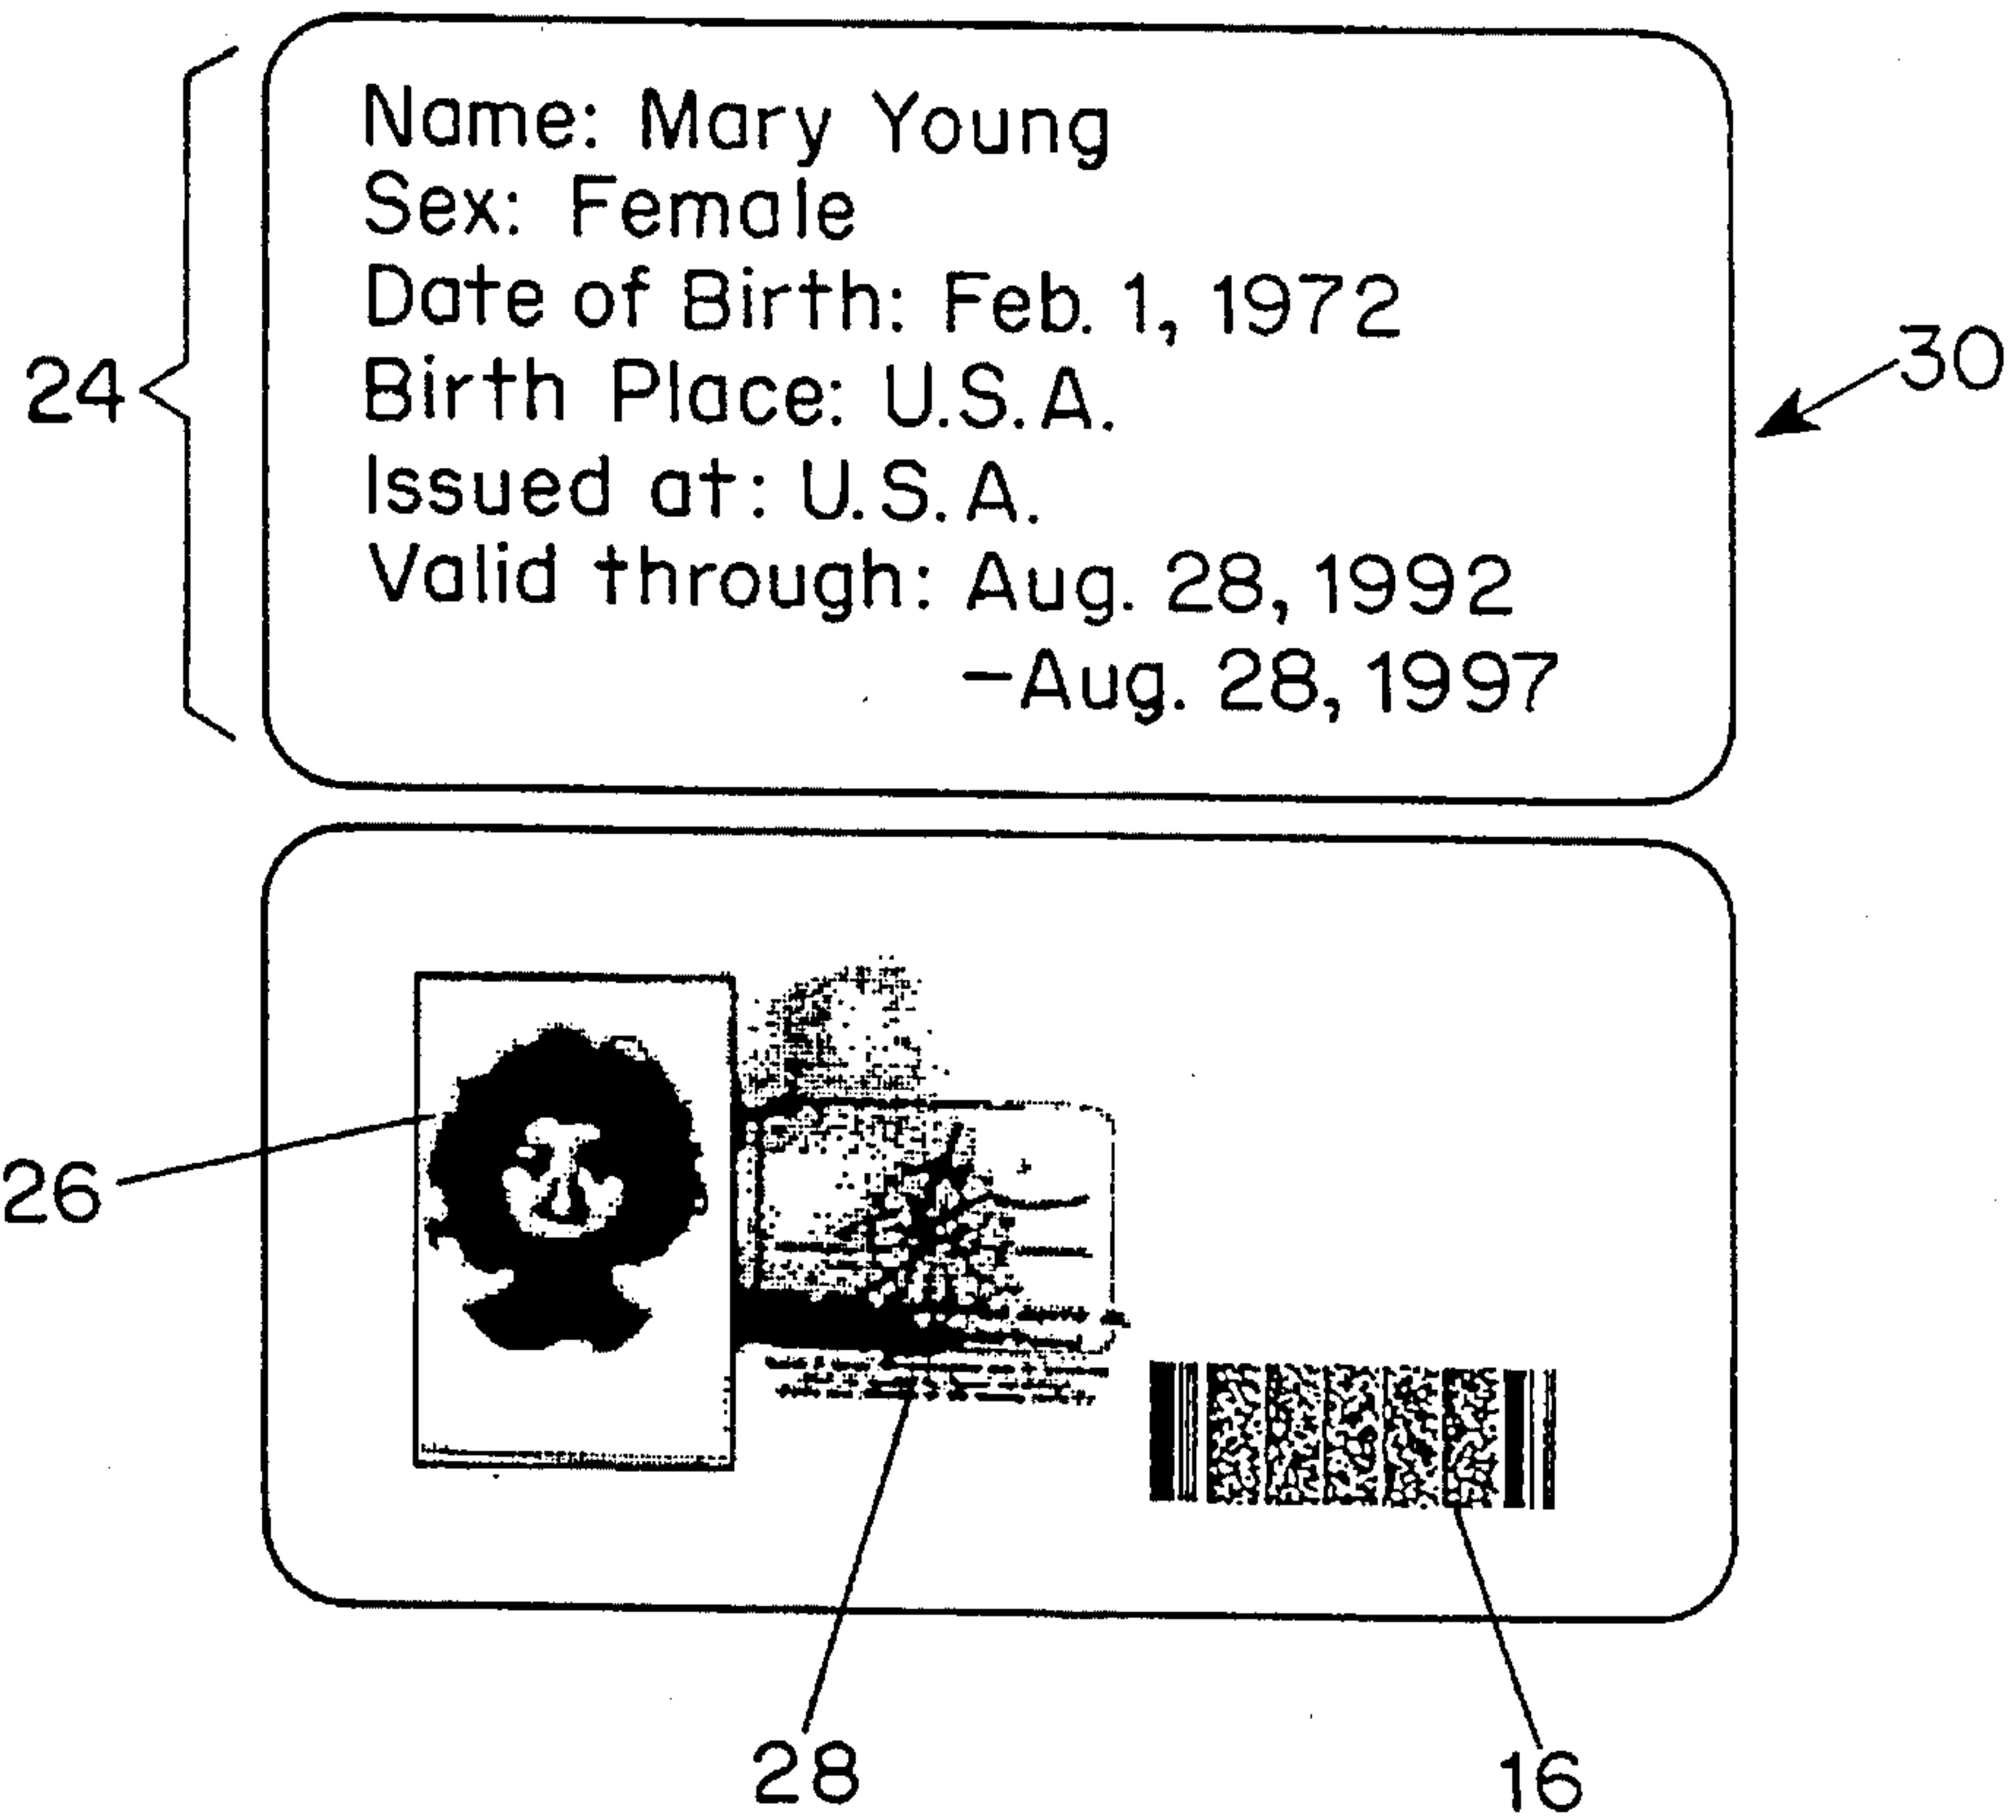 Name: Mary Young
Sex: Female
Date of Birth: Feb. 1, 1972
Birth Place: U.S.A.
Issued at: U.S.A.
Valid through: Aug. 28, 1992
-Aug. 28, 1997
24
30
26
28
16